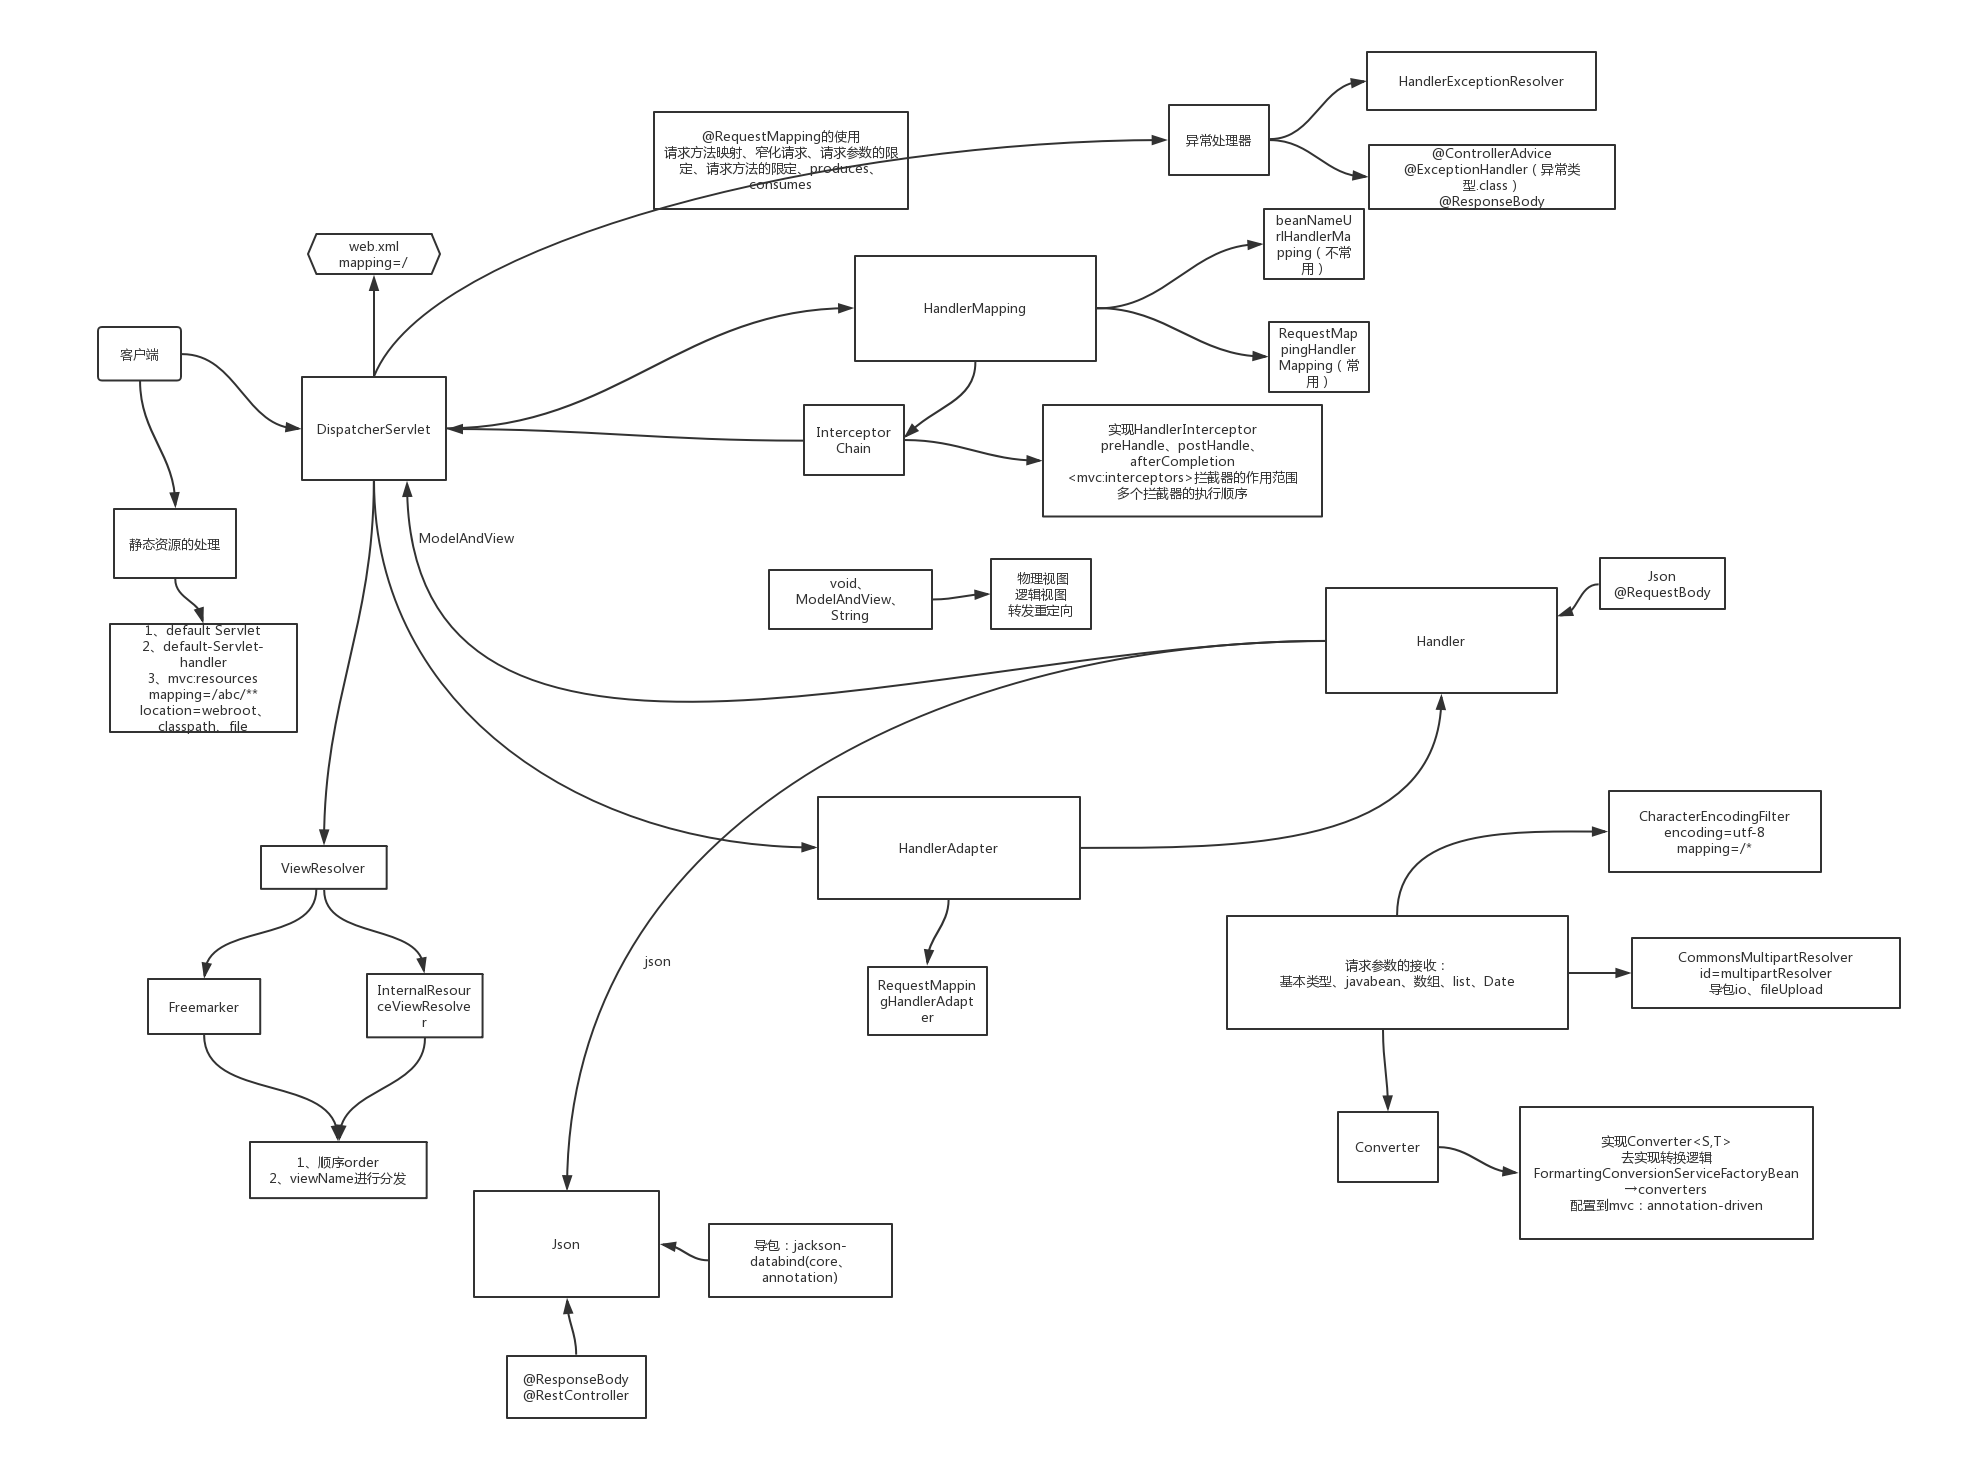 HandlerExceptionResolver
@RequestMapping的使用
请求方法映射、窄化请求、请求参数的限
定、请求方法的限定、produces、
consumes
异常处理器
@ControllerAdvice
@ExceptionHandler（异常类
型.class）
@ResponseBody
web.xml
mapping=/
beanNameU
rlHandlerMa
pping（不常
用）
HandlerMapping
客户端
RequestMap
pingHandler
Mapping（常
用）
DispatcherServlet
Interceptor
Chain
实现HandlerInterceptor
preHandle、postHandle、
afterCompletion
<mvc:interceptors>拦截器的作用范围
多个拦截器的执行顺序
ModelAndView
静态资源的处理
void、
ModelAndView、
String
物理视图
逻辑视图
转发重定向
Json
@RequestBody
Handler
1、default Servlet
2、default-Servlet-
handler
3、mvc:resources
mapping=/abc/**
location=webroot、
classpath、file
CharacterEncodingFilter
encoding=utf-8
mapping=/*
HandlerAdapter
ViewResolver
json
请求参数的接收：
基本类型、javabean、数组、list、Date
CommonsMultipartResolver
id=multipartResolver
导包io、fileUpload
Freemarker
InternalResour
ceViewResolve
r
RequestMappin
gHandlerAdapt
er
1、顺序order
2、viewName进行分发
Converter
实现Converter<S,T>
去实现转换逻辑
FormartingConversionServiceFactoryBean
→converters
配置到mvc：annotation-driven
Json
导包：jackson-
databind(core、
annotation)
@ResponseBody
@RestController